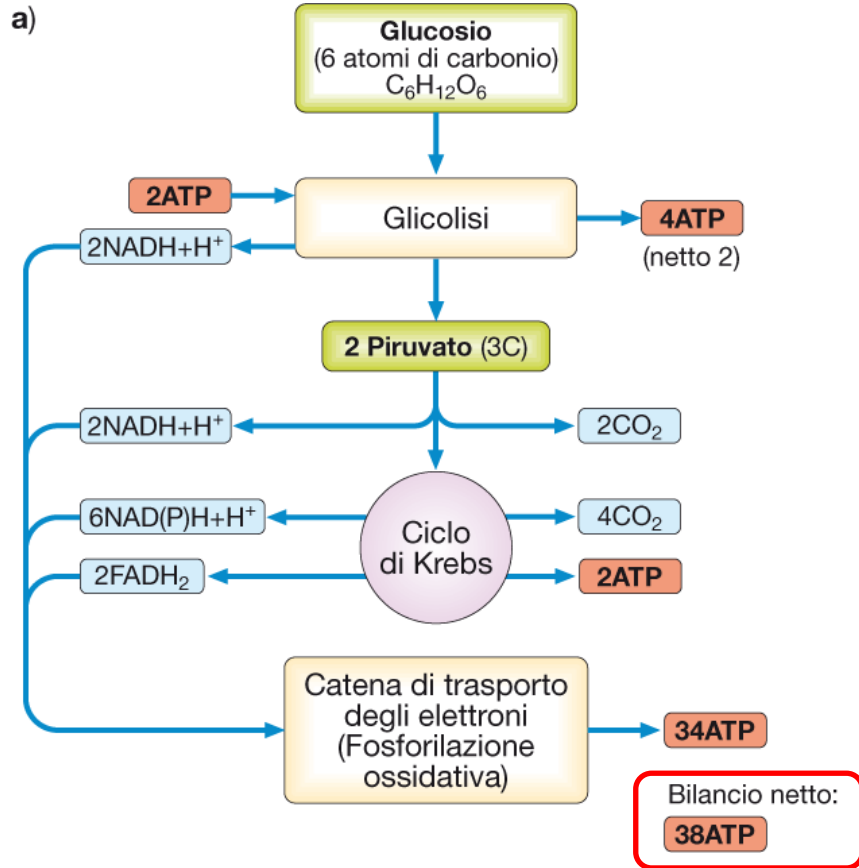 a)
Glucosio
(6 atomi di carbonio)
C₆H₁₂O₆
2ATP
Glicolisi
4ATP
(netto 2)
2NADH+H⁺
2 Piruvato (3C)
2NADH+H⁺
2CO₂
6NAD(P)H+H⁺
Ciclo
di Krebs
4CO₂
2FADH₂
2ATP
Catena di trasporto
degli elettroni
(Fosforilazione
ossidativa)
34ATP
Bilancio netto:
38ATP